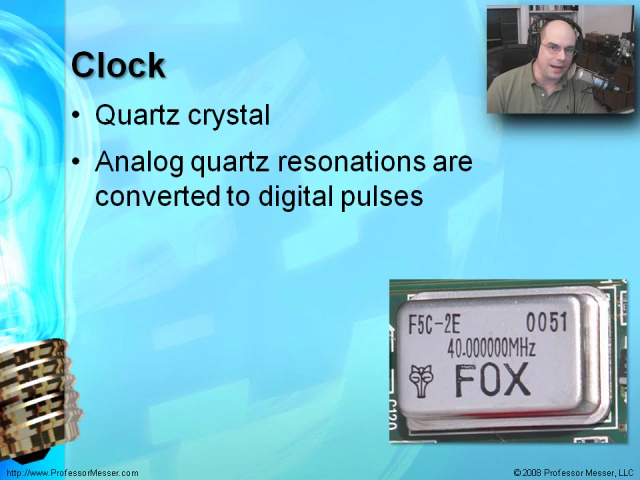 Clock
• Quartz crystal
• Analog quartz resonations are
converted to digital pulses
F5C-2E 0051
40.000000MHz
FOX
http://www.ProfessorMesser.com
©2008 Professor Messer, LLC